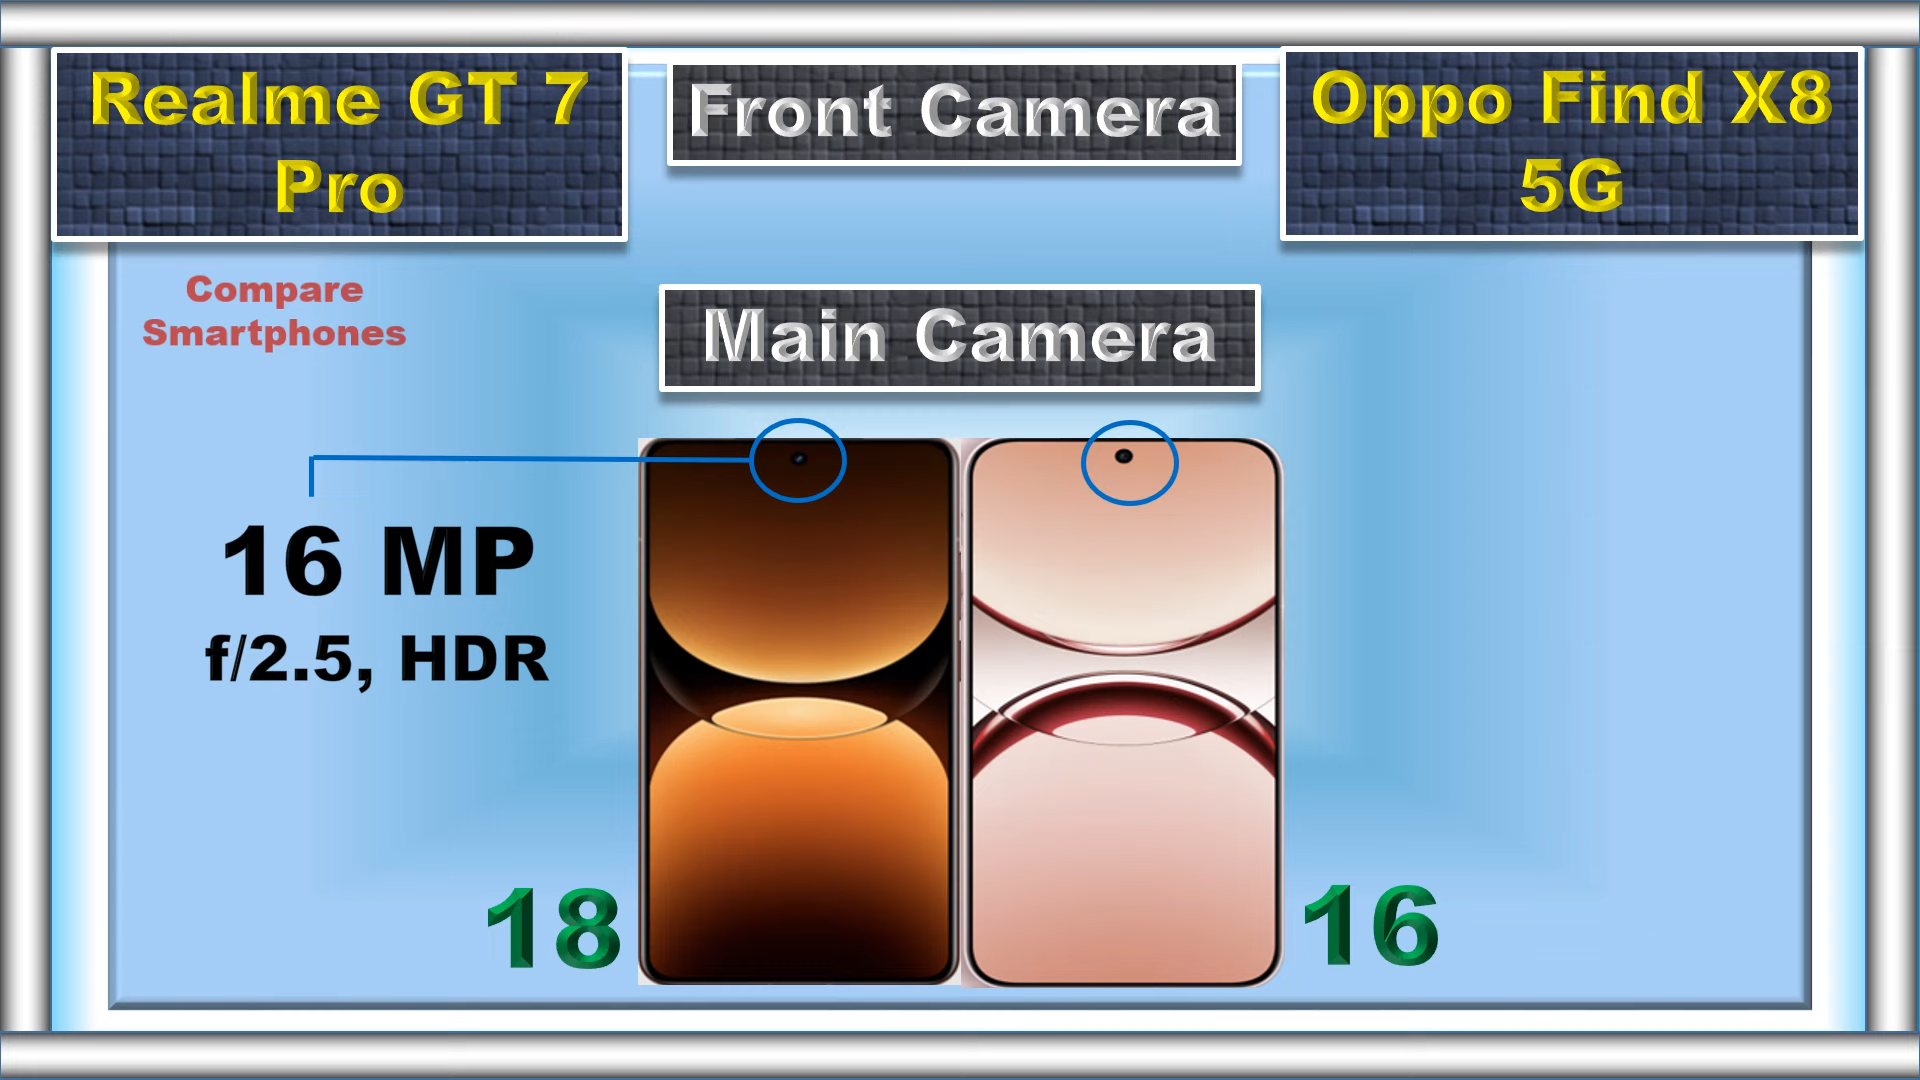 Realme GT 7
Pro
Front Camera
Oppo Find X8
5G
Compare
Smartphones
Main Camera
16 MP
f/2.5, HDR
18
16